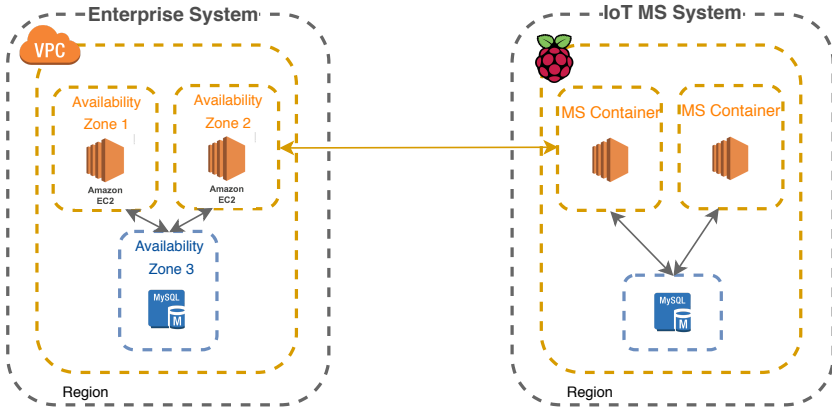 Enterprise System
VPC
Availability
Zone 1
Amazon
EC2
Availability
Zone 2
Amazon
EC2
Availability
Zone 3
MySQL
M
Region
IoT MS System
MS Container
MS Container
MySQL
M
Region